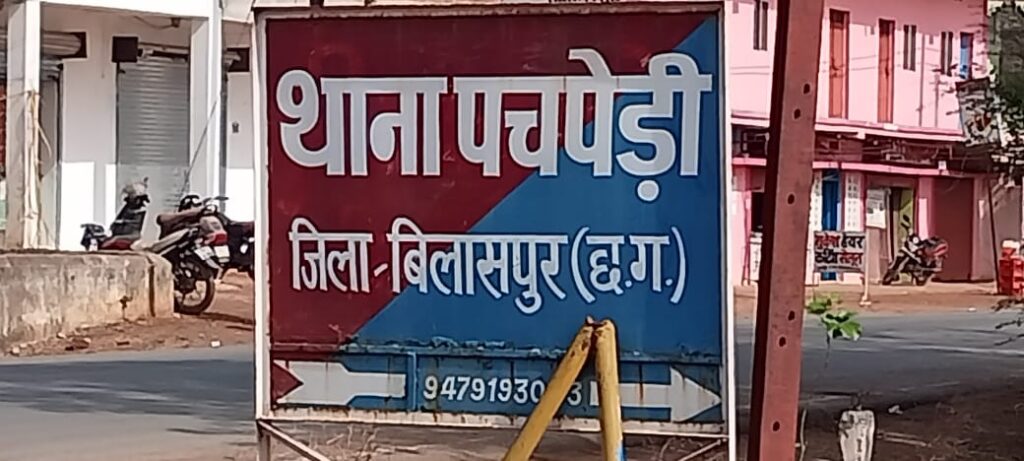 थाना पचपेड़ी
जिला - बिलासपुर (छ.ग.)